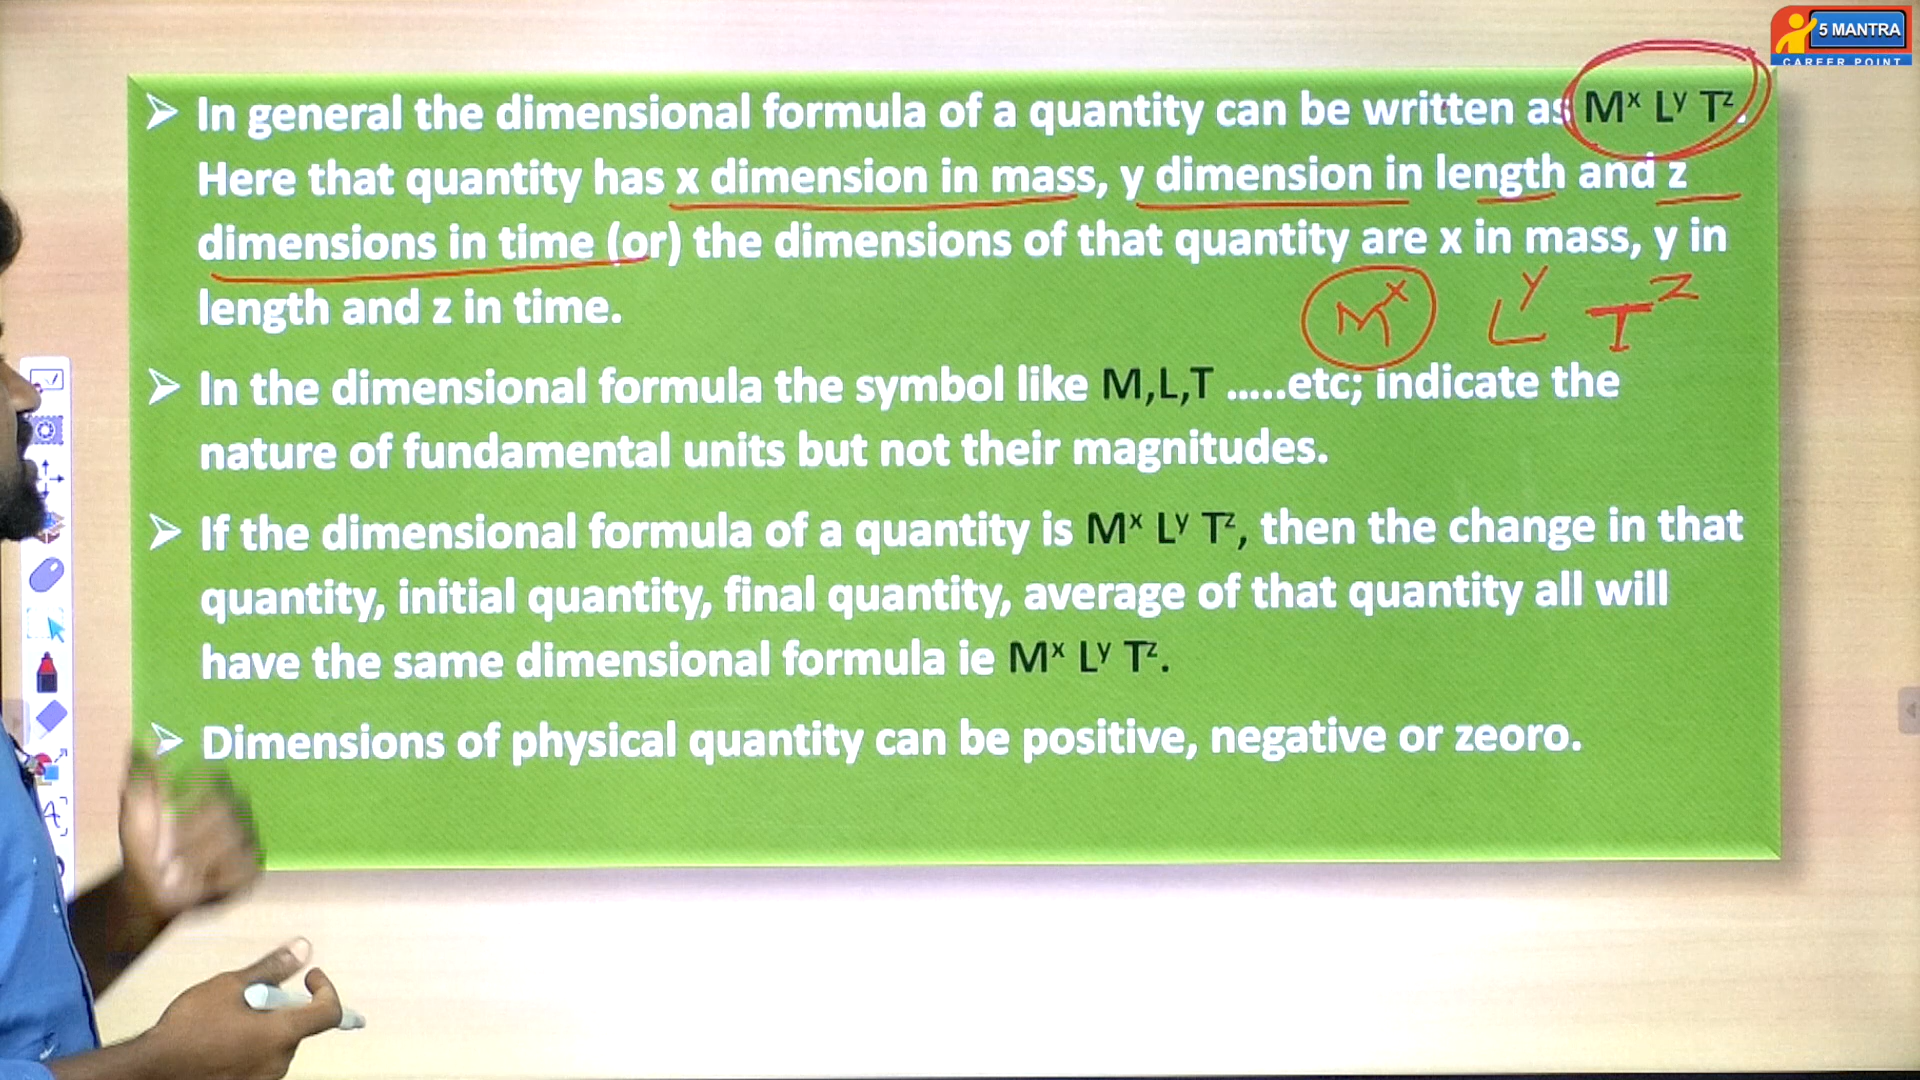 5 MANTRA
CAREER POINT
In general the dimensional formula of a quantity can be written as Mˣ Lʸ Tᶻ.
Here that quantity has x dimension in mass, y dimension in length and z
dimensions in time (or) the dimensions of that quantity are x in mass, y in
length and z in time.
Mˣ Lʸ Tᶻ
In the dimensional formula the symbol like M,L,T .....etc; indicate the
nature of fundamental units but not their magnitudes.
If the dimensional formula of a quantity is Mˣ Lʸ Tᶻ, then the change in that
quantity, initial quantity, final quantity, average of that quantity all will
have the same dimensional formula ie Mˣ Lʸ Tᶻ.
Dimensions of physical quantity can be positive, negative or zeoro.